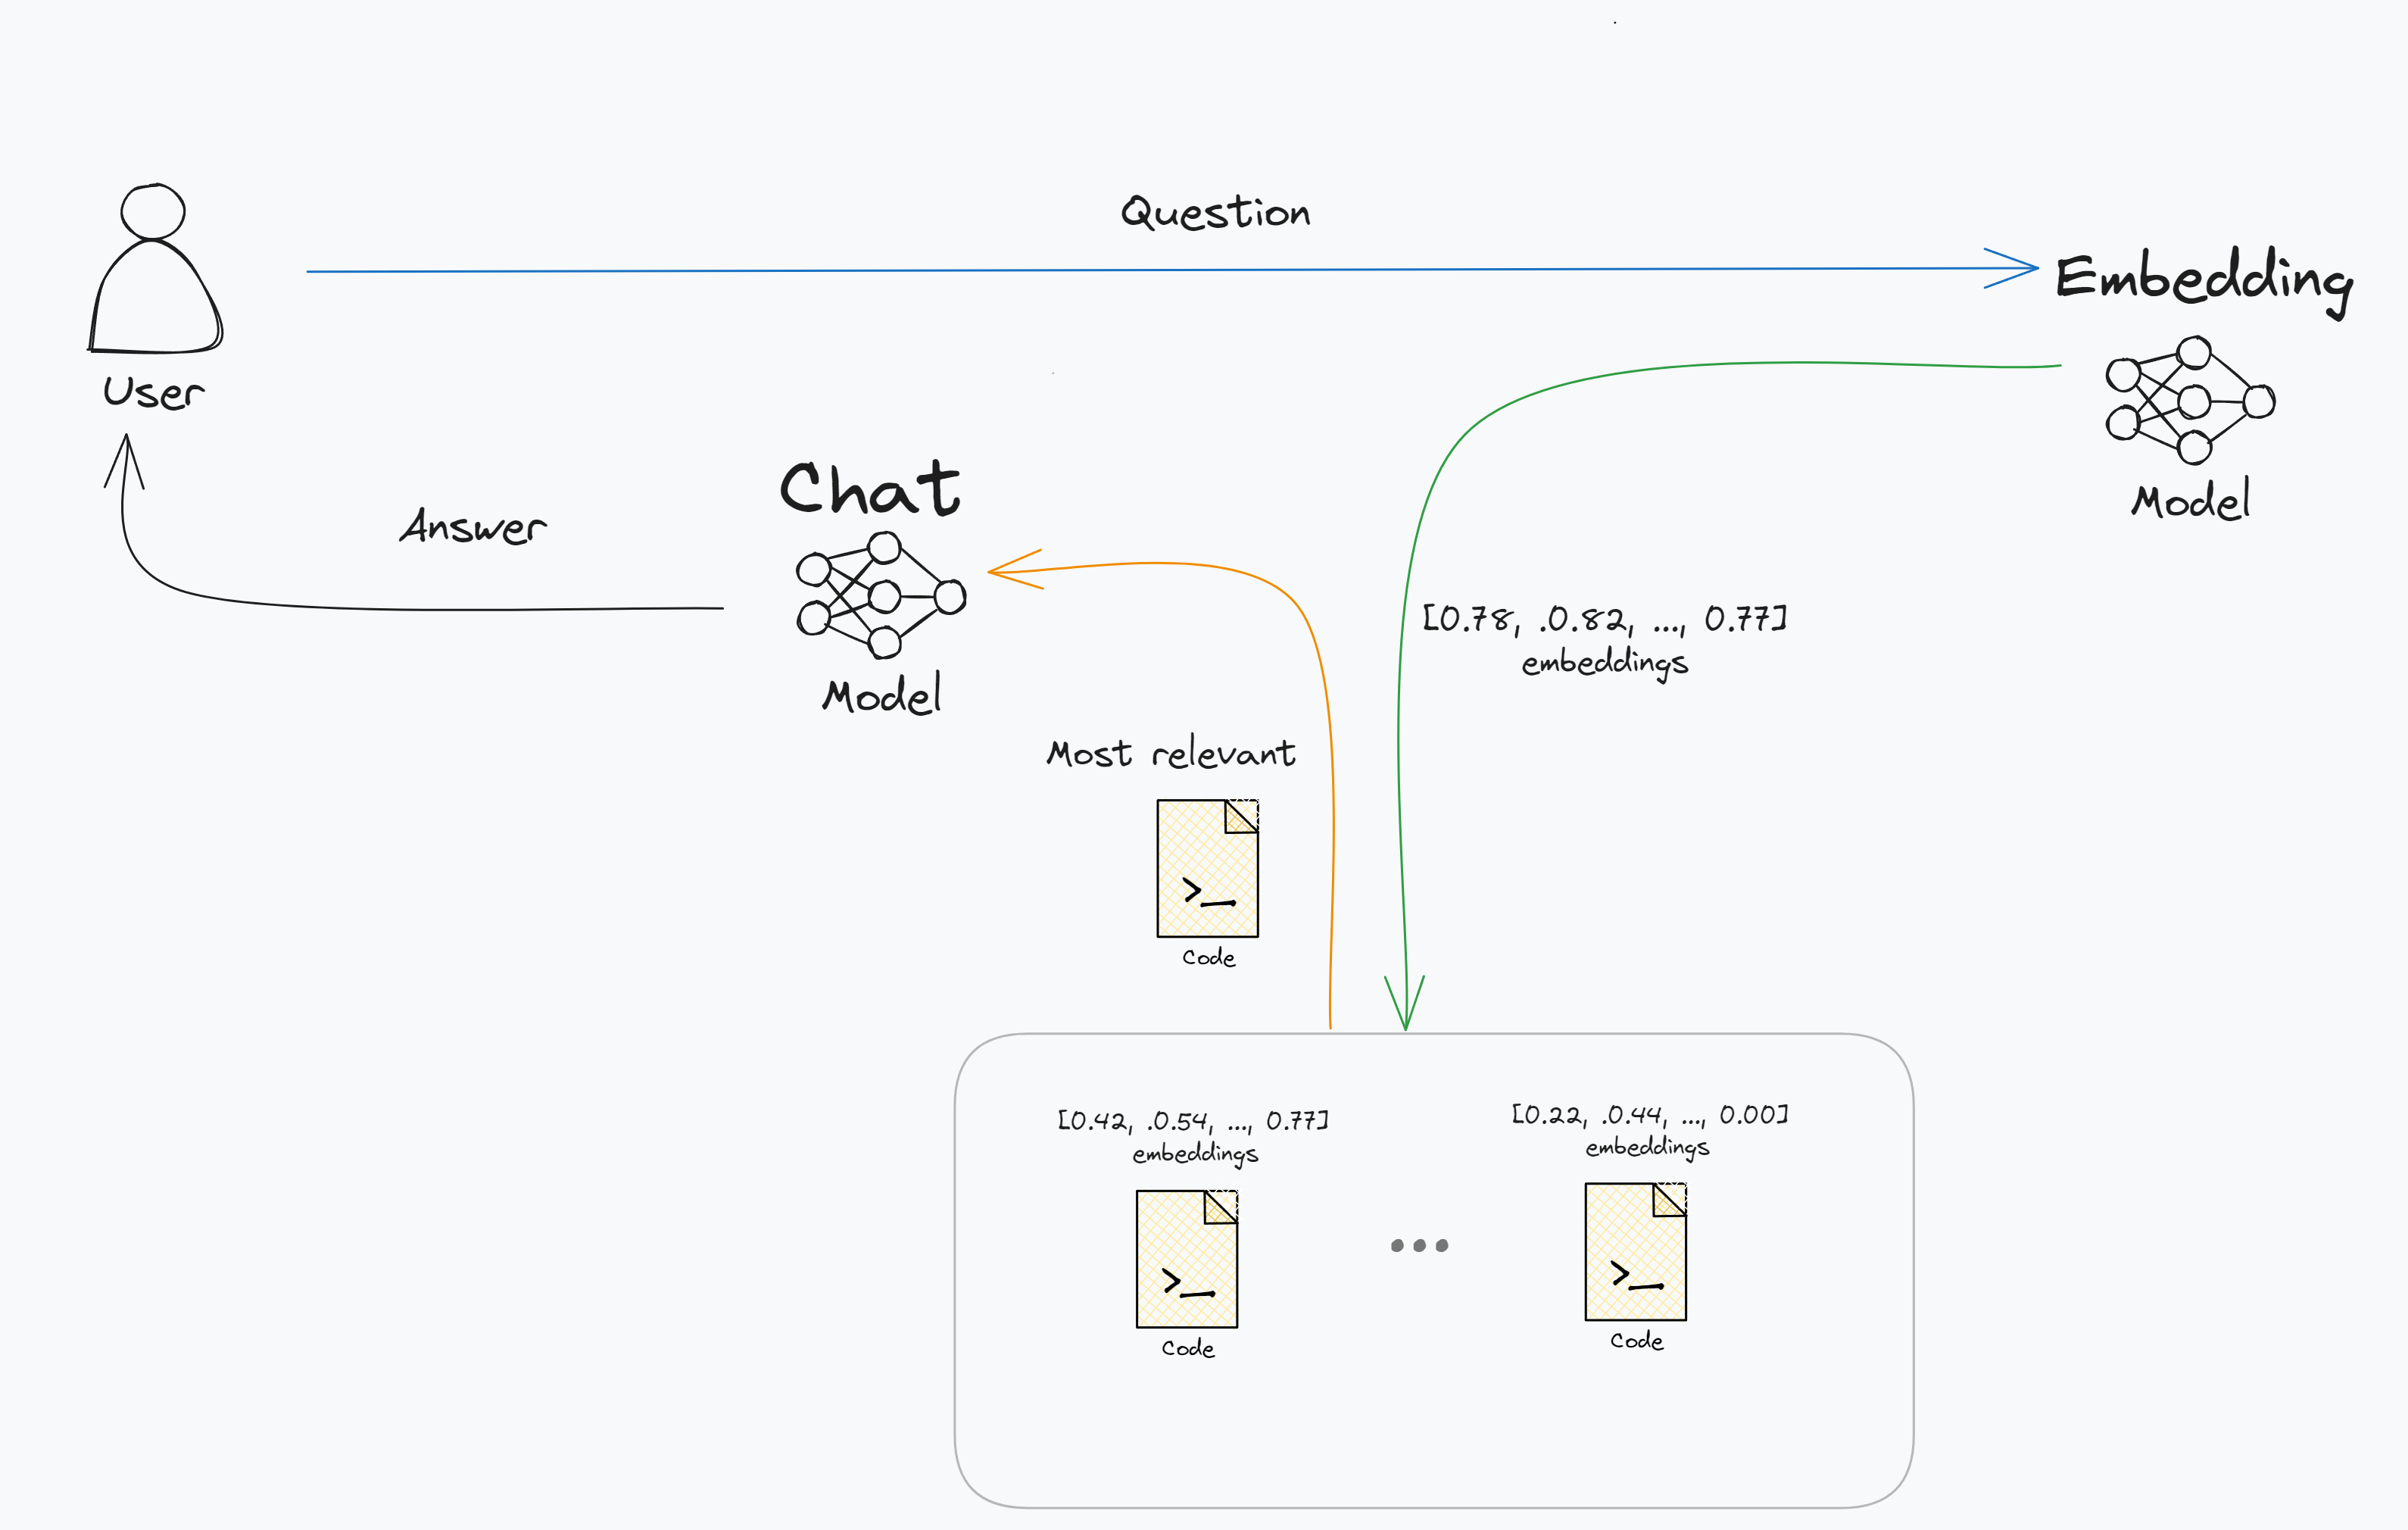 Question
Embedding
User
Model
Chat
Answer
Model
[0.78, .0.82, ..., 0.77]
embeddings
Most relevant
>_
Code
[0.42, .0.54, ..., 0.77]
embeddings
>_
Code
...
[0.22, .0.44, ..., 0.00]
embeddings
>_
Code